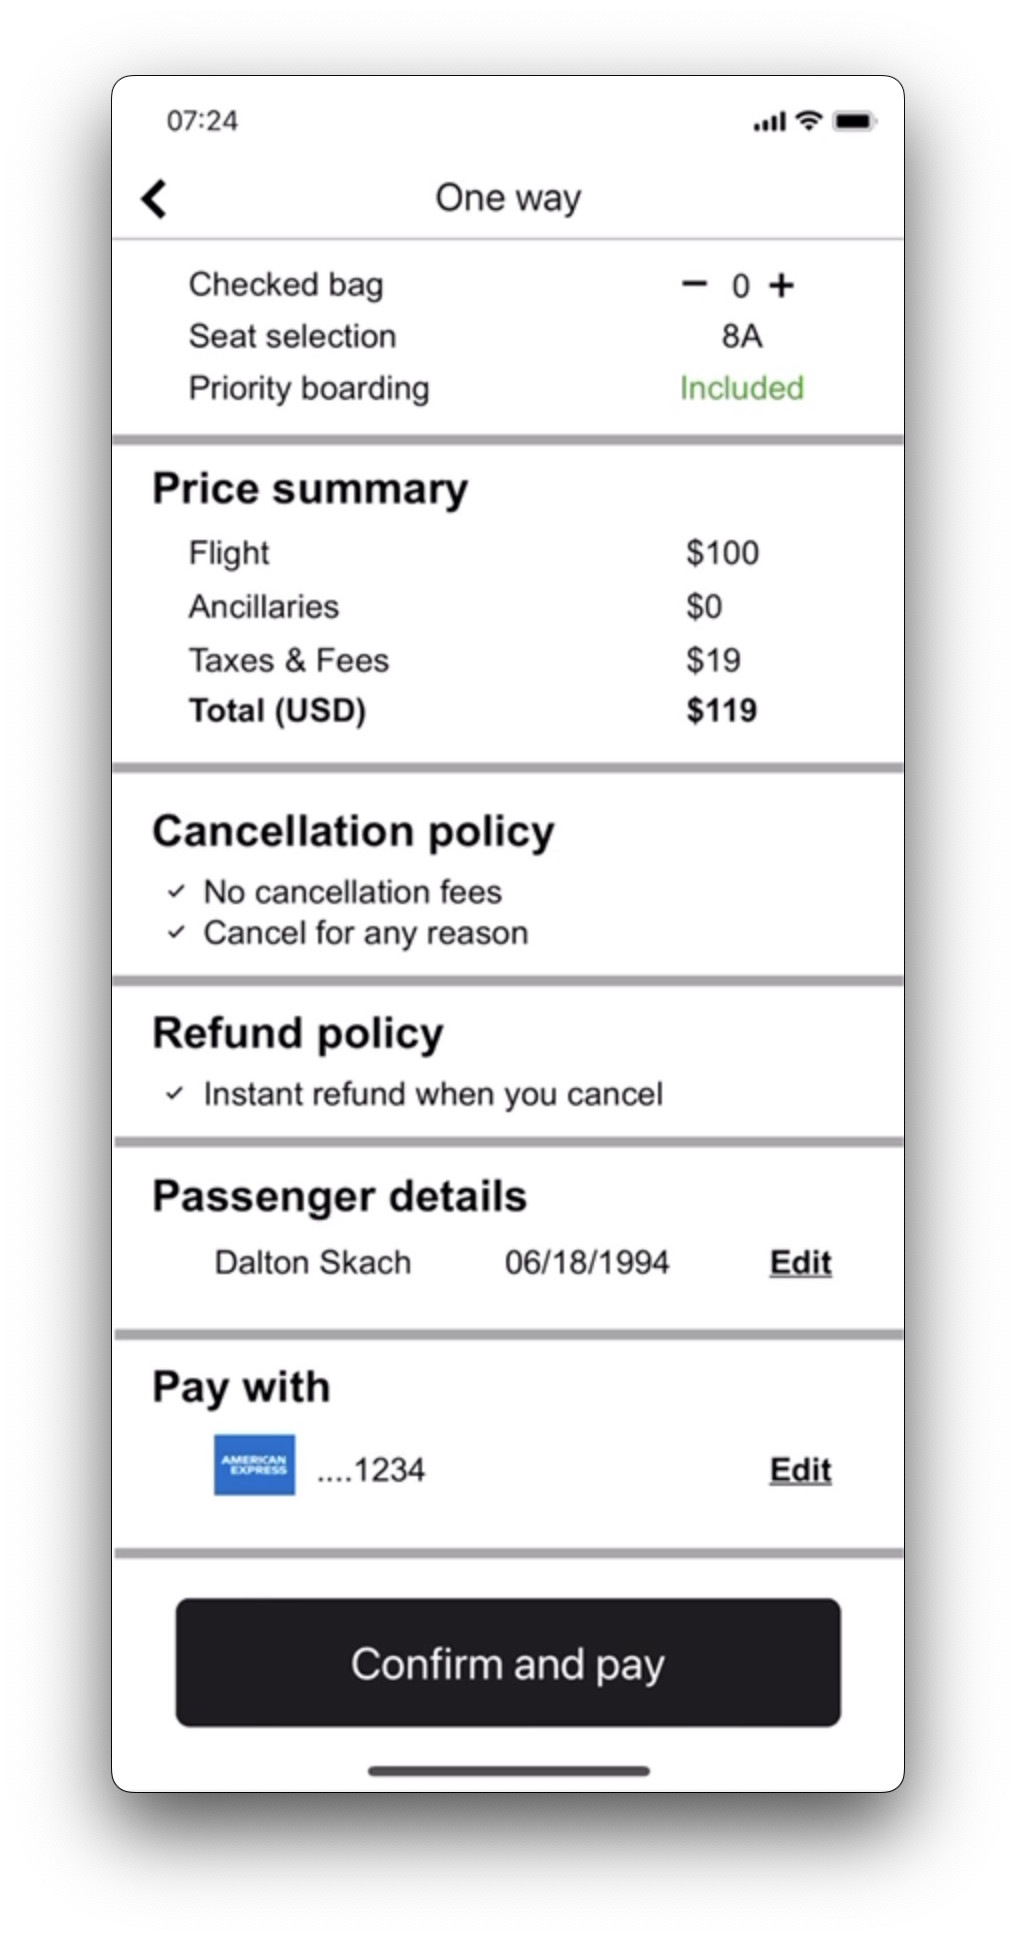 07:24
One way
Checked bag − 0 +
Seat selection 8A
Priority boarding Included
Price summary
Flight $100
Ancillaries $0
Taxes & Fees $19
Total (USD) $119
Cancellation policy
✓ No cancellation fees
✓ Cancel for any reason
Refund policy
✓ Instant refund when you cancel
Passenger details
Dalton Skach 06/18/1994 Edit
Pay with
AMERICAN
EXPRESS
....1234 Edit
Confirm and pay